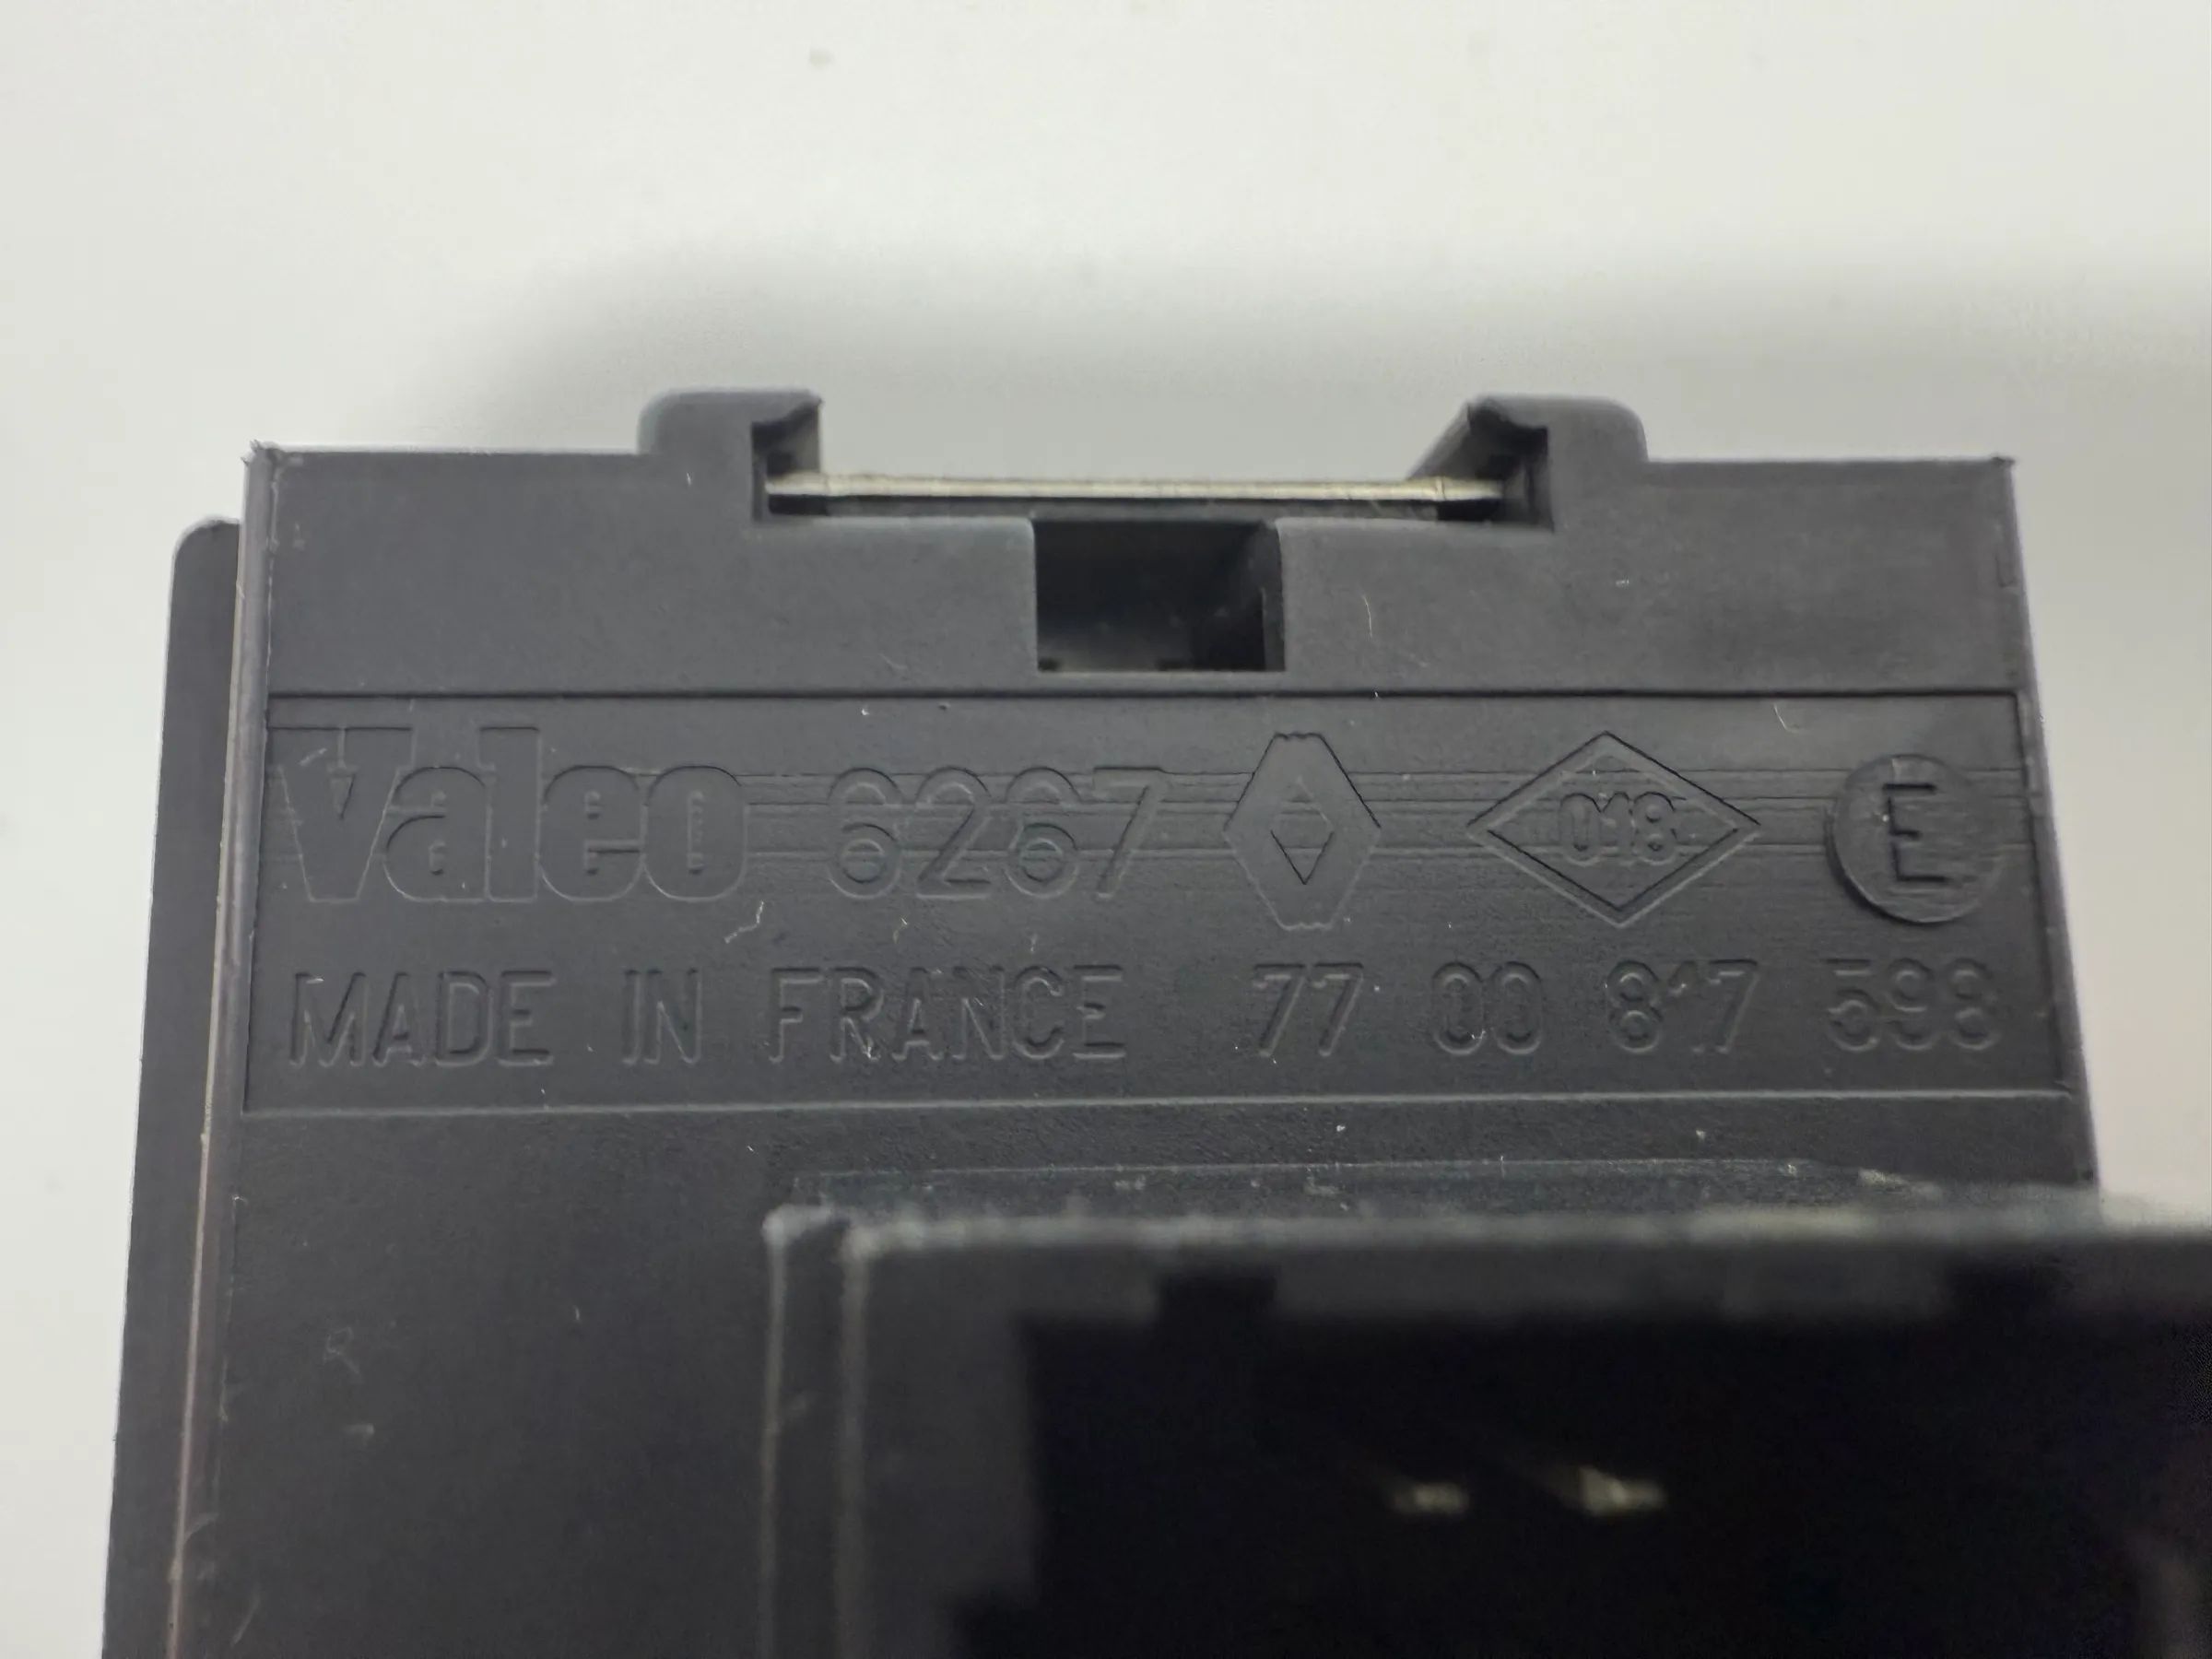 Valeo 6267 018 E
MADE IN FRANCE 77 00 817 598